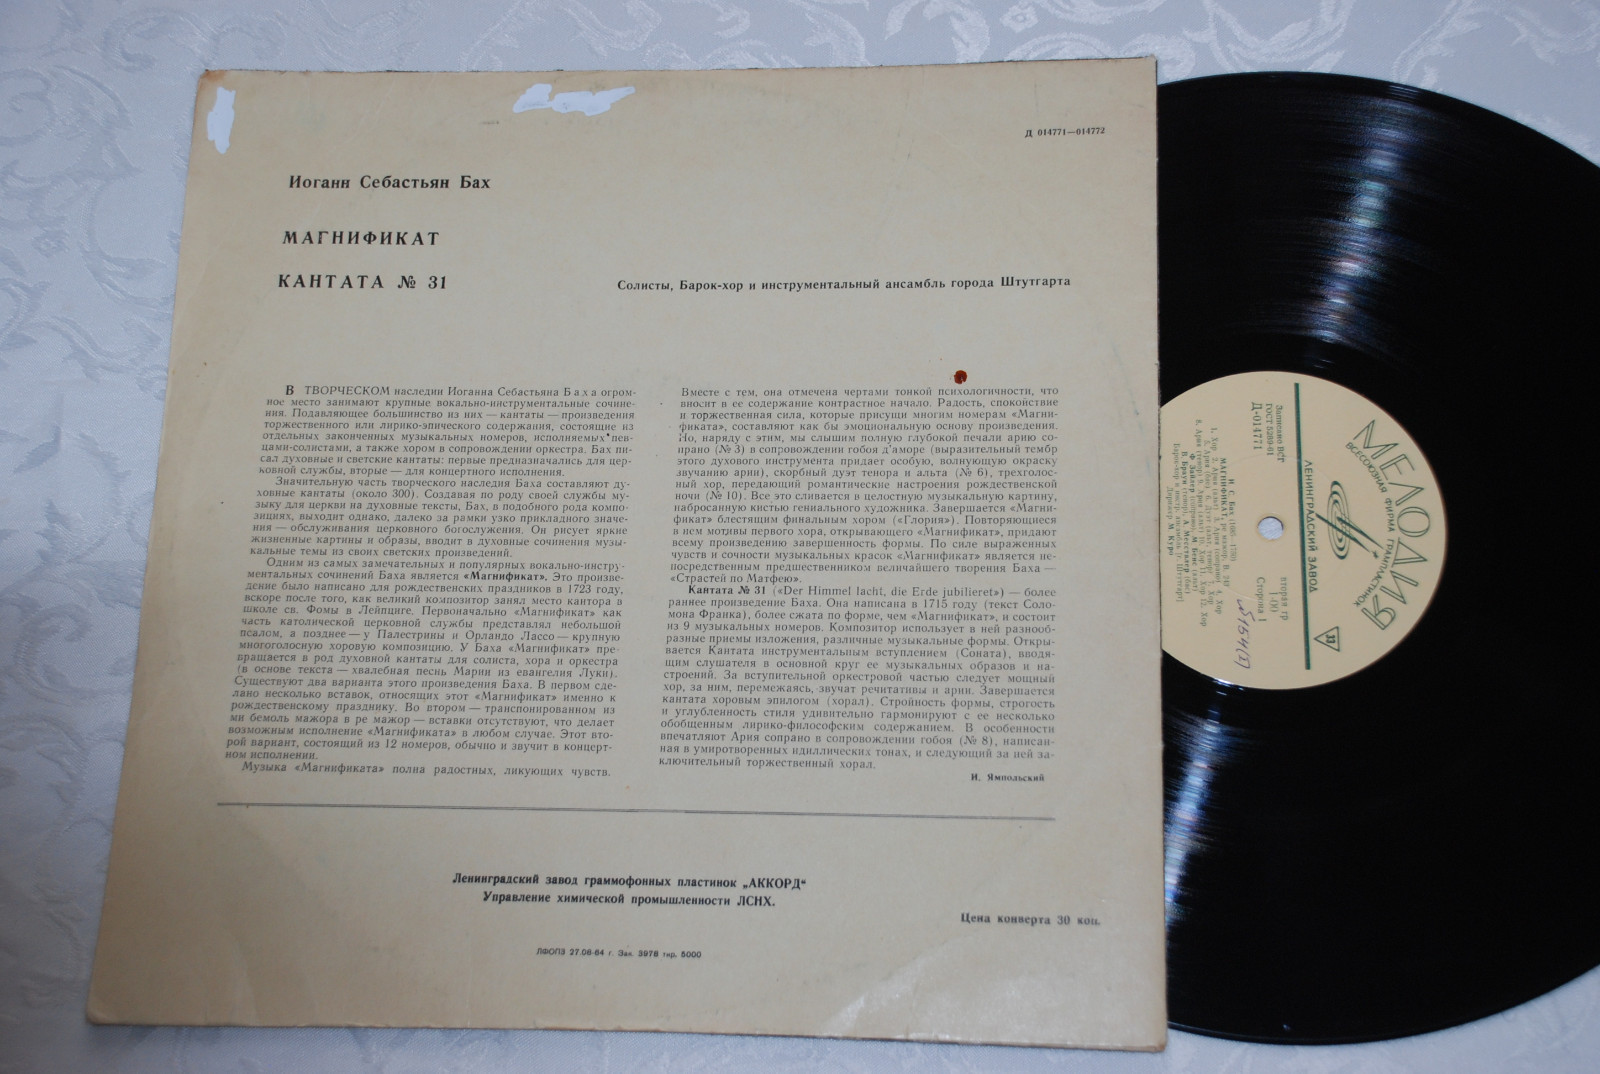 Д 014771—014772
Иоганн Себастьян Бах
МАГНИФИКАТ
КАНТАТА № 31
Солисты, Барок-хор и инструментальный ансамбль города Штутгарта
В ТВОРЧЕСКОМ наследии Иоганна Себастьяна Баха огром-
ное место занимают крупные вокально-инструментальные сочине-
ния. Подавляющее большинство из них — кантаты — произведения
торжественного или лирико-эпического содержания, состоящие из
отдельных законченных музыкальных номеров, исполняемых пев-
цами-солистами, а также хором в сопровождении оркестра. Бах пи-
сал духовные и светские кантаты: первые предназначались для цер-
ковной службы, вторые — для концертного исполнения.
Значительную часть творческого наследия Баха составляют ду-
ховные кантаты (около 300). Создавая по роду своей службы му-
зыку для церкви на духовные тексты, Бах, в подобного рода компо-
зициях, выходит однако, далеко за рамки узко прикладного значе-
ния — обслуживания церковного богослужения. Он рисует яркие
жизненные картины и образы, вводит в духовные сочинения музы-
кальные темы из своих светских произведений.
Одним из самых замечательных и популярных вокально-инстру-
ментальных сочинений Баха является «Магнификат». Это произве-
дение было написано для рождественских праздников в 1723 году,
вскоре после того, как великий композитор занял место кантора в
школе св. Фомы в Лейпциге. Первоначально «Магнификат» как
часть католической церковной службы представлял небольшой
псалом, а позднее — у Палестрины и Орландо Лассо — крупную
многоголосную хоровую композицию. У Баха «Магнификат» пре-
вращается в род духовной кантаты для солиста, хора и оркестра
(в основе текста — хвалебная песнь Марии из евангелия Луки).
Существуют два варианта этого произведения Баха. В первом сде-
лано несколько вставок, относящих этот «Магнификат» именно к
рождественскому празднику. Во втором — транспонированном из
ми бемоль мажора в ре мажор — вставки отсутствуют, что делает
возможным исполнение «Магнификата» в любом случае. Этот вто-
рой вариант, состоящий из 12 номеров, обычно и звучит в концерт-
ном исполнении.
Музыка «Магнификата» полна радостных, ликующих чувств.
Вместе с тем, она отмечена чертами тонкой психологичности, что
вносит в ее содержание контрастное начало. Радость, спокойствие
и торжественная сила, которые присущи многим номерам «Магни-
фиката», составляют как бы эмоциональную основу произведения.
Но, наряду с этим, мы слышим полную глубокой печали арию со-
прано (№ 3) в сопровождении гобоя д'аморе (выразительный тембр
этого духового инструмента придает особую, волнующую окраску
звучанию арии), скорбный дуэт тенора и альта (№ 6), трехголос-
ный хор, передающий романтические настроения рождественской
ночи (№ 10). Все это сливается в целостную музыкальную картину,
набросанную кистью гениального художника. Завершается «Магни-
фикат» блестящим финальным хором («Глория»). Повторяющиеся
в нем мотивы первого хора, открывающего «Магнификат», придают
всему произведению завершенность формы. По силе выраженных
чувств и сочности музыкальных красок «Магнификат» является не-
посредственным предшественником величайшего творения Баха —
«Страстей по Матфею».
Кантата № 31 («Der Himmel lacht, die Erde jubilieret») — более
раннее произведение Баха. Она написана в 1715 году (текст Соло-
мона Франка), более сжата по форме, чем «Магнификат», и состоит
из 9 музыкальных номеров. Композитор использует в ней разнооб-
разные приемы изложения, различные музыкальные формы. Откры-
вается Кантата инструментальным вступлением (Соната), вводя-
щим слушателя в основной круг ее музыкальных образов и на-
строений. За вступительной оркестровой частью следует мощный
хор, за ним, перемежаясь, звучат речитативы и арии. Завершается
кантата хоровым эпилогом (хорал). Стройность формы, строгость
и углубленность стиля удивительно гармонируют с ее несколько
обобщенным лирико-философским содержанием. В особенности
впечатляют Ария сопрано в сопровождении гобоя (№ 8), написан-
ная в умиротворенных идиллических тонах, и следующий за ней за-
ключительный торжественный хорал.
И. Ямпольский
Ленинградский завод граммофонных пластинок „АККОРД“
Управление химической промышленности ЛСНХ.
Цена конверта 30 коп.
ЛФОПЗ 27.06-64 г. Зак. 3978 тир. 5000
МЕЛОДИЯ
ВСЕСОЮЗНАЯ ФИРМА ГРАМПЛАСТИНОК
ЛЕНИНГРАДСКИЙ ЗАВОД
33
Записано ВСГ
ГОСТ 5289-61
Д-014771
вторая гр
Сторона 1
И. С. Бах
МАГНИФИКАТ, ре мажор,
Дирижер М. Куро